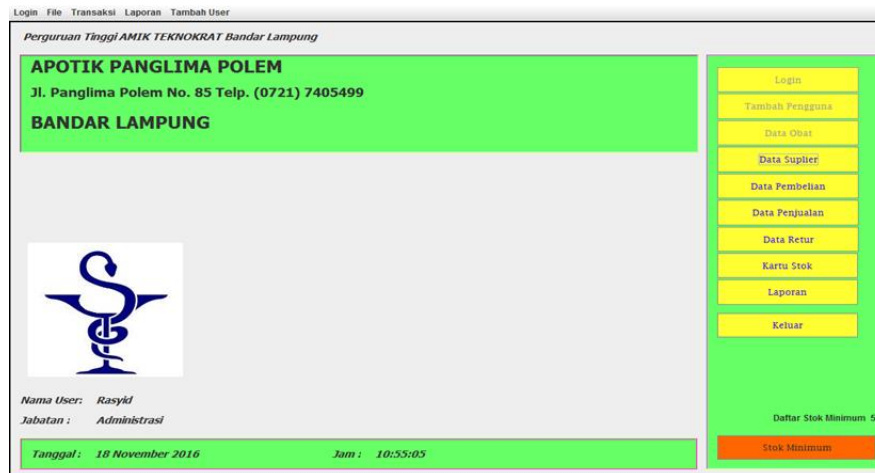 Login File Transaksi Laporan Tambah User
Perguruan Tinggi AMIK TEKNOKRAT Bandar Lampung
APOTIK PANGLIMA POLEM
Jl. Panglima Polem No. 85 Telp. (0721) 7405499
BANDAR LAMPUNG
Login
Tambah Pengguna
Data Obat
Data Suplier
Data Pembelian
Data Penjualan
Data Retur
Kartu Stok
Laporan
Keluar
Nama User: Rasyid
Jabatan : Administrasi
Daftar Stok Minimum 5
Tanggal : 18 November 2016 Jam : 10:55:05
Stok Minimum